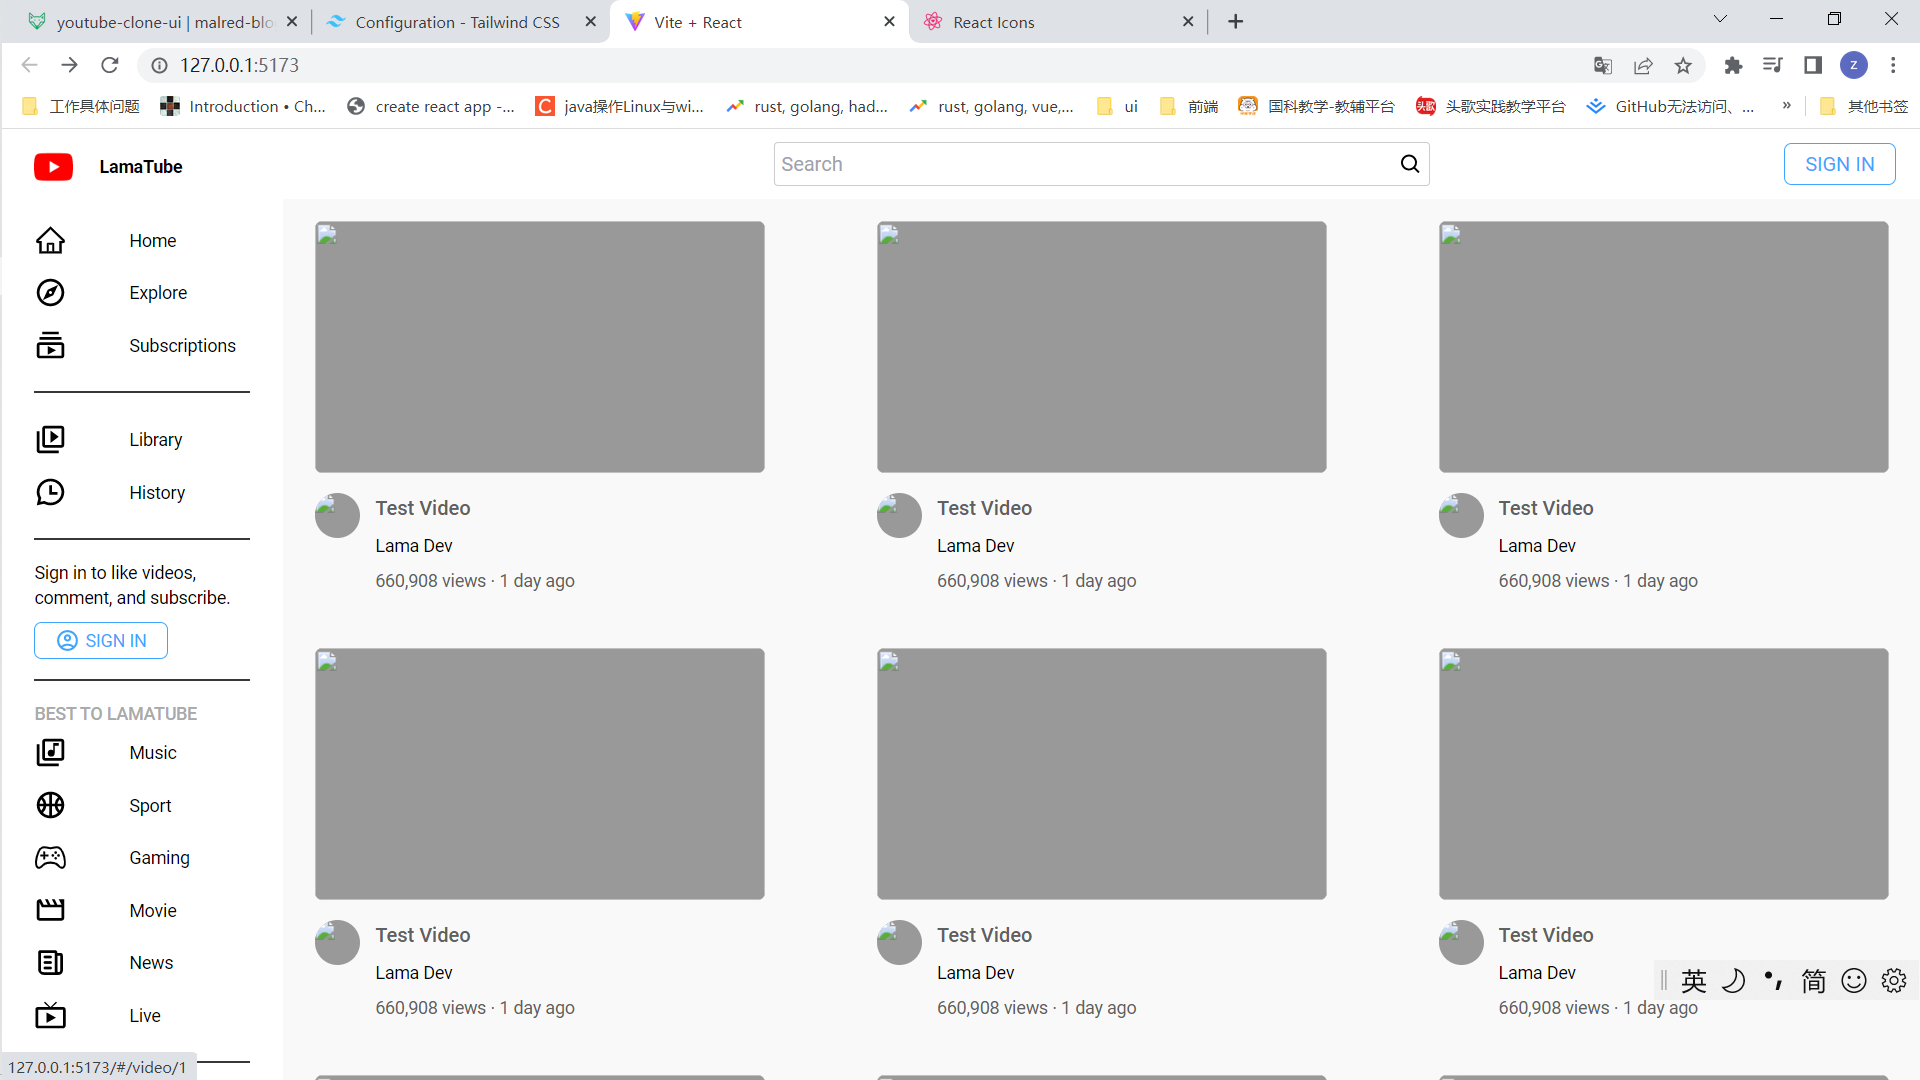 youtube-clone-ui | malred-blo
Configuration - Tailwind CSS
Vite + React
React Icons
127.0.0.1:5173
Z
工作具体问题
Introduction • Ch...
create react app -...
C
java操作Linux与wi...
rust, golang, had...
rust, golang, vue,...
ui
前端
国科教学-教辅平台
头歌
头歌实践教学平台
GitHub无法访问、...
»
其他书签
LamaTube
Search
SIGN IN
Home
Explore
Subscriptions
Library
History
Sign in to like videos,
comment, and subscribe.
SIGN IN
BEST TO LAMATUBE
Music
Sport
Gaming
Movie
News
Live
Test Video
Lama Dev
660,908 views · 1 day ago
Test Video
Lama Dev
660,908 views · 1 day ago
Test Video
Lama Dev
660,908 views · 1 day ago
Test Video
Lama Dev
660,908 views · 1 day ago
Test Video
Lama Dev
660,908 views · 1 day ago
Test Video
Lama Dev
660,908 views · 1 day ago
英
简
127.0.0.1:5173/#/video/1